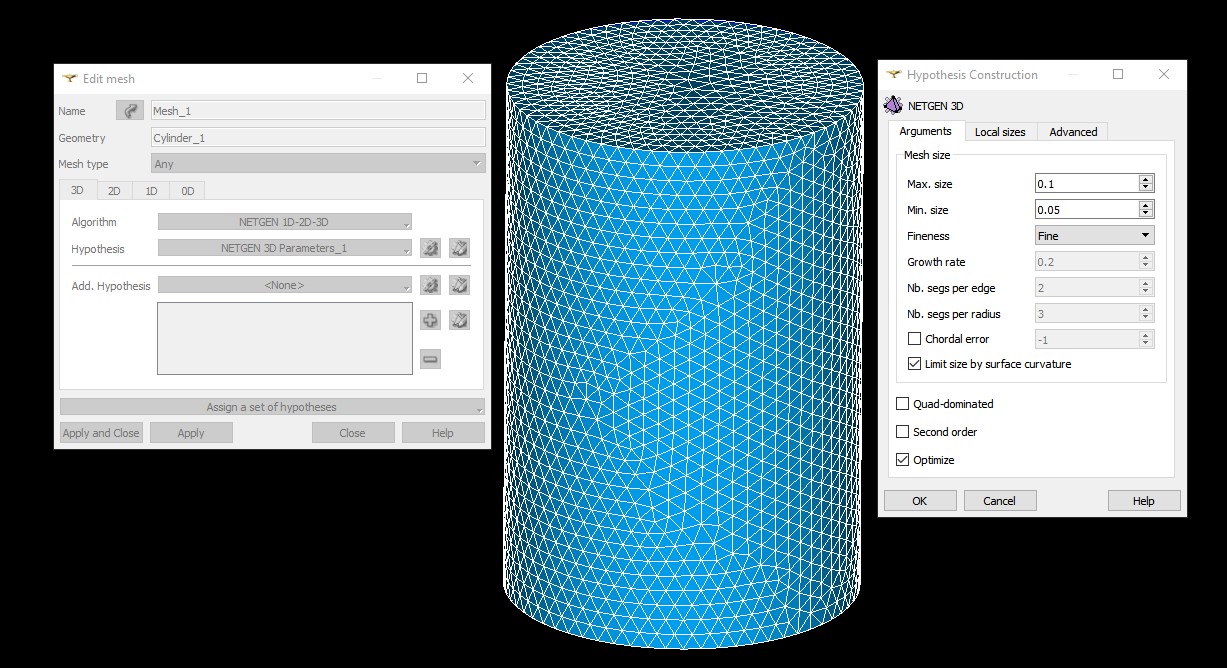 Edit mesh
Name
Mesh_1
Geometry
Cylinder_1
Mesh type
Any
3D 2D 1D 0D
Algorithm
NETGEN 1D-2D-3D
Hypothesis
NETGEN 3D Parameters_1
Add. Hypothesis
<None>
Assign a set of hypotheses
Apply and Close
Apply
Close
Help
Hypothesis Construction
NETGEN 3D
Arguments Local sizes Advanced
Mesh size
Max. size
0.1
Min. size
0.05
Fineness
Fine
Growth rate
0.2
Nb. segs per edge
2
Nb. segs per radius
3
Chordal error
-1
Limit size by surface curvature
Quad-dominated
Second order
Optimize
OK
Cancel
Help